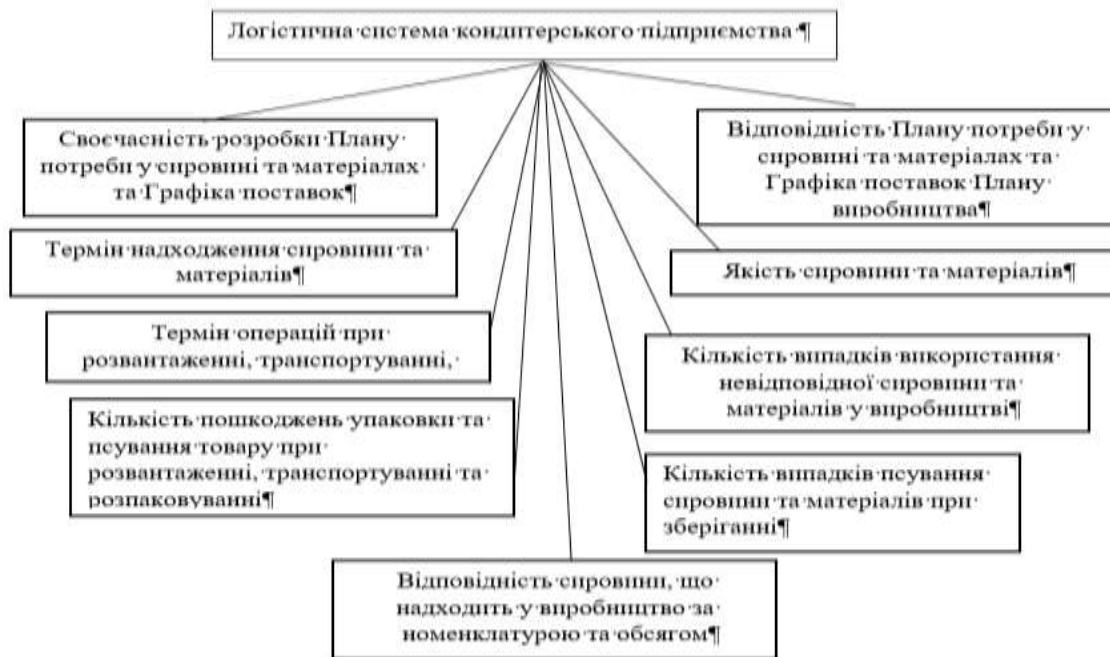 Логістична·система·кондитерського·підприємства·¶
Своєчасність·розробки·Плану·
потреби·у·сировині·та·матеріалах·
та·Графіка·поставок¶
Термін·надходження·сировини·та·
матеріалів¶
Термін·операцій·при·
розвантаженні,·транспортуванні,·
Кількість·пошкоджень·упаковки·та·
псування·товару·при·
розвантаженні,·транспортуванні·та·
розпаковуванні¶
Відповідність·Плану·потреби·у·
сировині·та·матеріалах·та·
Графіка·поставок·Плану·
виробництва¶
Якість·сировини·та·матеріалів¶
Кількість·випадків·використання·
невідповідної·сировини·та·
матеріалів·у·виробництві¶
Кількість·випадків·псування·
сировини·та·матеріалів·при·
зберіганні¶
Відповідність·сировини,·що·
надходить·у·виробництво·за·
номенклатурою·та·обсягом¶